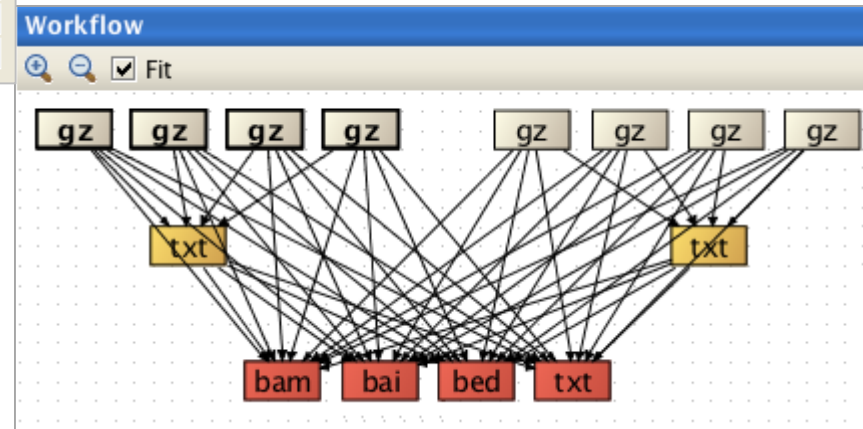 Workflow
Fit
gz gz gz gz gz gz gz gz
txt txt
bam bai bed txt